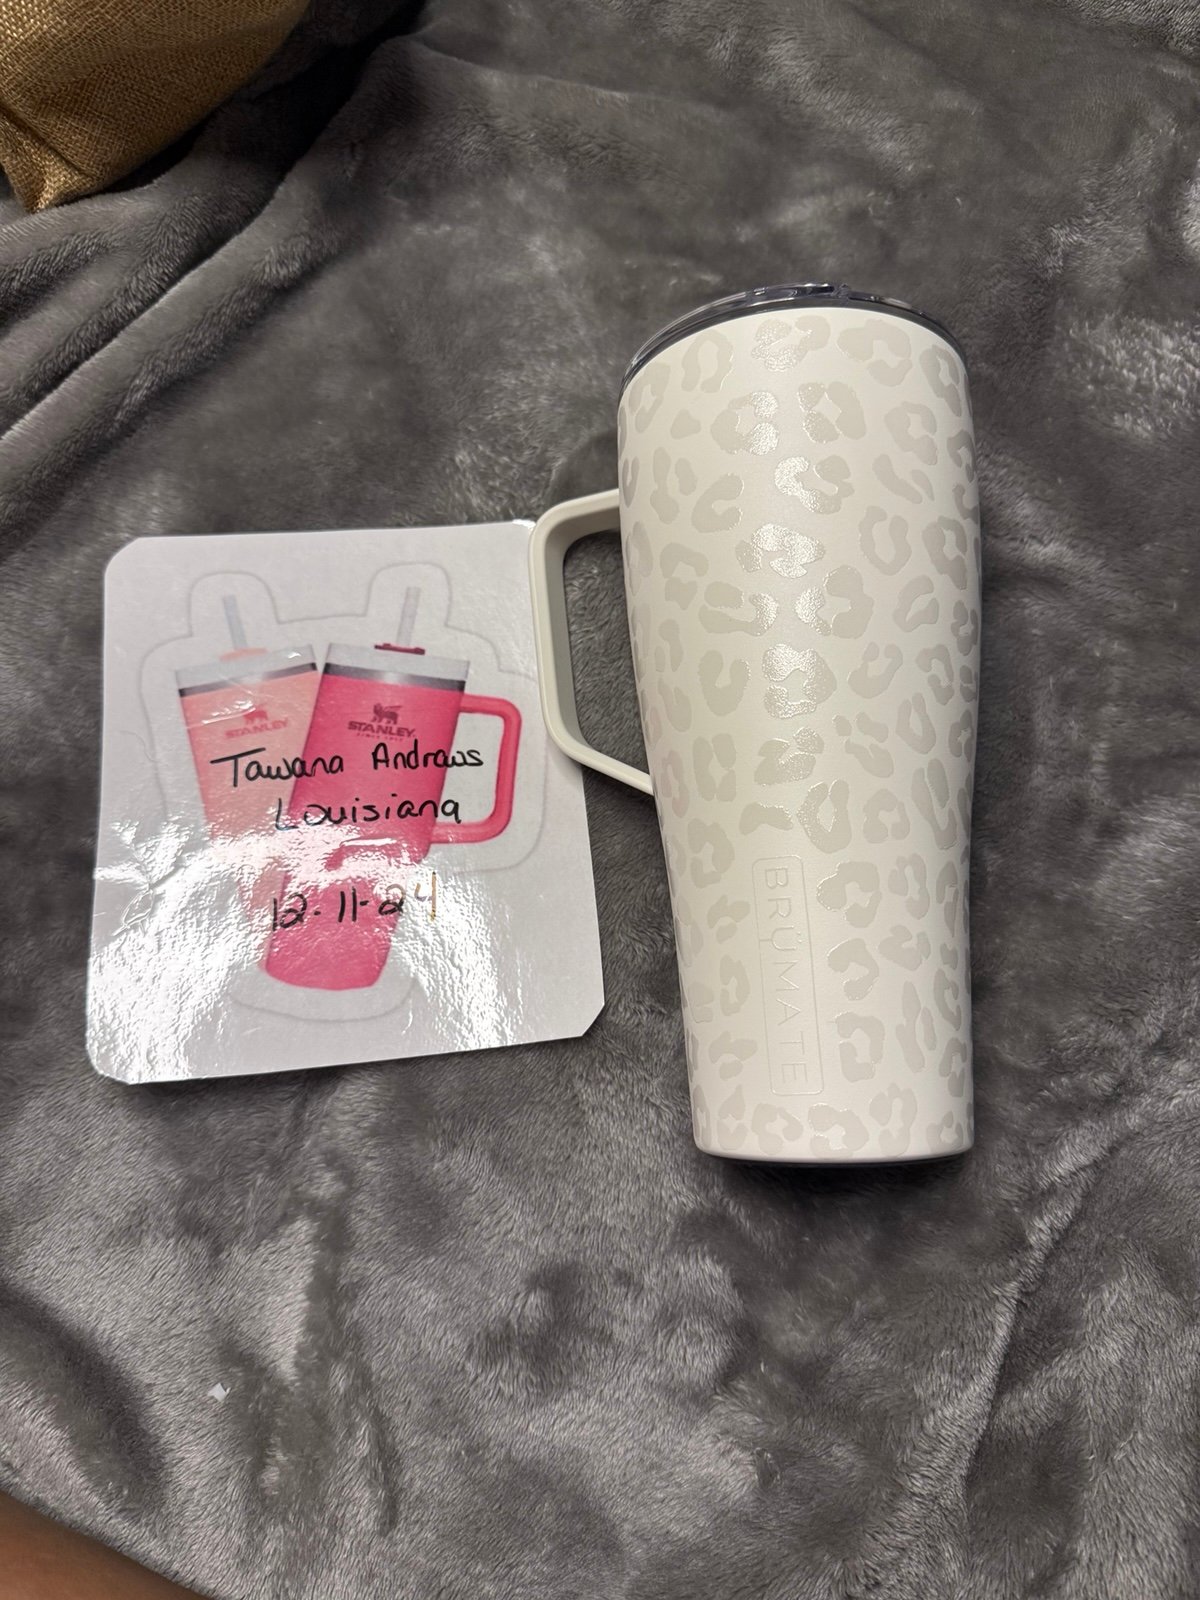 STANLEY
STANLEY
Tawana Andraws
Louisiana
12-11-24
BRÜMATE